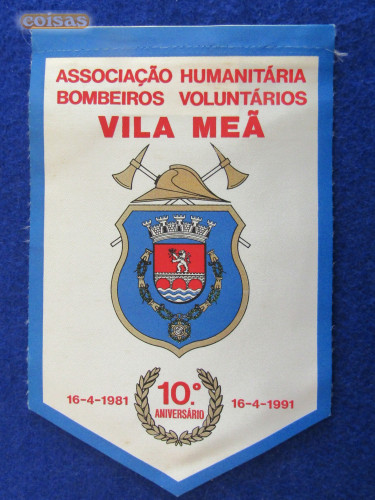 coisas
ASSOCIAÇÃO HUMANITÁRIA
BOMBEIROS VOLUNTÁRIOS
VILA MEÃ
16-4-1981
10.º
ANIVERSÁRIO
16-4-1991